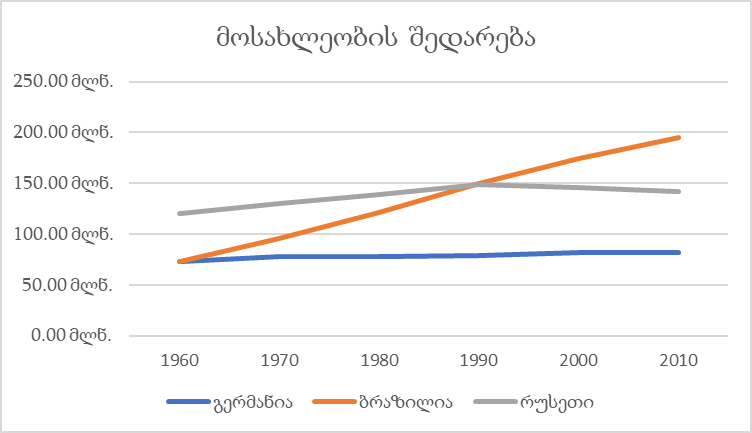 მოსახლეობის შედარება
250.00 მლნ.
200.00 მლნ.
150.00 მლნ.
100.00 მლნ.
50.00 მლნ.
0.00 მლნ.
1960 1970 1980 1990 2000 2010
გერმანია ბრაზილია რუსეთი